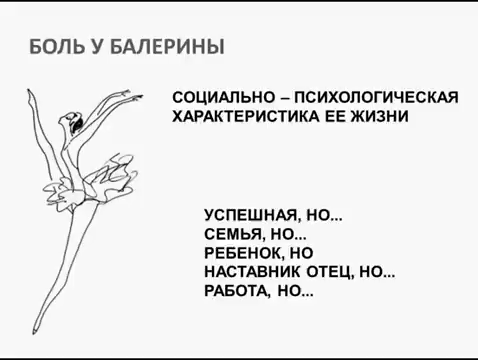 БОЛЬ У БАЛЕРИНЫ
СОЦИАЛЬНО – ПСИХОЛОГИЧЕСКАЯ
ХАРАКТЕРИСТИКА ЕЕ ЖИЗНИ
УСПЕШНАЯ, НО...
СЕМЬЯ, НО...
РЕБЕНОК, НО
НАСТАВНИК ОТЕЦ, НО...
РАБОТА, НО...